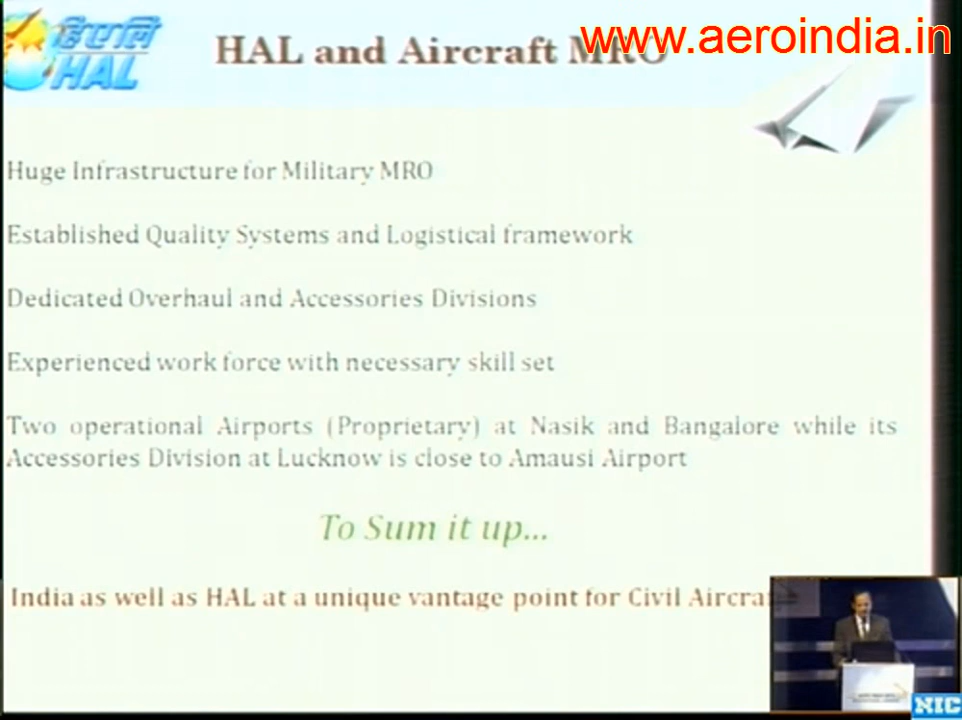 www.aeroindia.in
हिएलि
HAL
HAL and Aircraft MRO
Huge Infrastructure for Military MRO
Established Quality Systems and Logistical framework
Dedicated Overhaul and Accessories Divisions
Experienced work force with necessary skill set
Two operational Airports (Proprietary) at Nasik and Bangalore while its
Accessories Division at Lucknow is close to Amausi Airport
To Sum it up...
India as well as HAL at a unique vantage point for Civil Aircraft
NIC